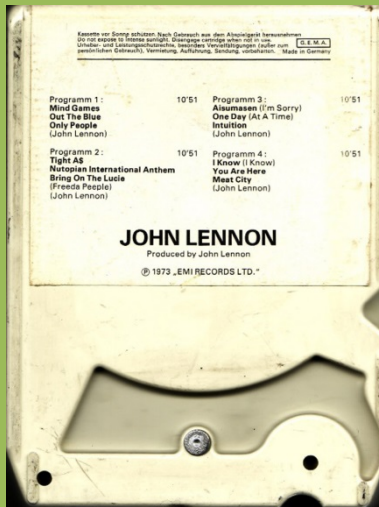 Kassette vor Sonne schützen. Nach Gebrauch aus dem Abspielgerät herausnehmen
Do not expose to intense sunlight. Disengage cartridge when not in use.
Urheber- und Leistungsschutzrechte, besonders Vervielfältigungen (außer zum
persönlichen Gebrauch), Vermietung, Aufführung, Sendung, vorbehalten.
G.E.M.A.
Made in Germany
Programm 1: 10'51
Mind Games
Out The Blue
Only People
(John Lennon)
Programm 2: 10'51
Tight A$
Nutopian International Anthem
Bring On The Lucie
(Freeda Peeple)
(John Lennon)
Programm 3: 10'51
Aisumasen (I'm Sorry)
One Day (At A Time)
Intuition
(John Lennon)
Programm 4: 10'51
I Know (I Know)
You Are Here
Meat City
(John Lennon)
JOHN LENNON
Produced by John Lennon
℗ 1973 „EMI RECORDS LTD."